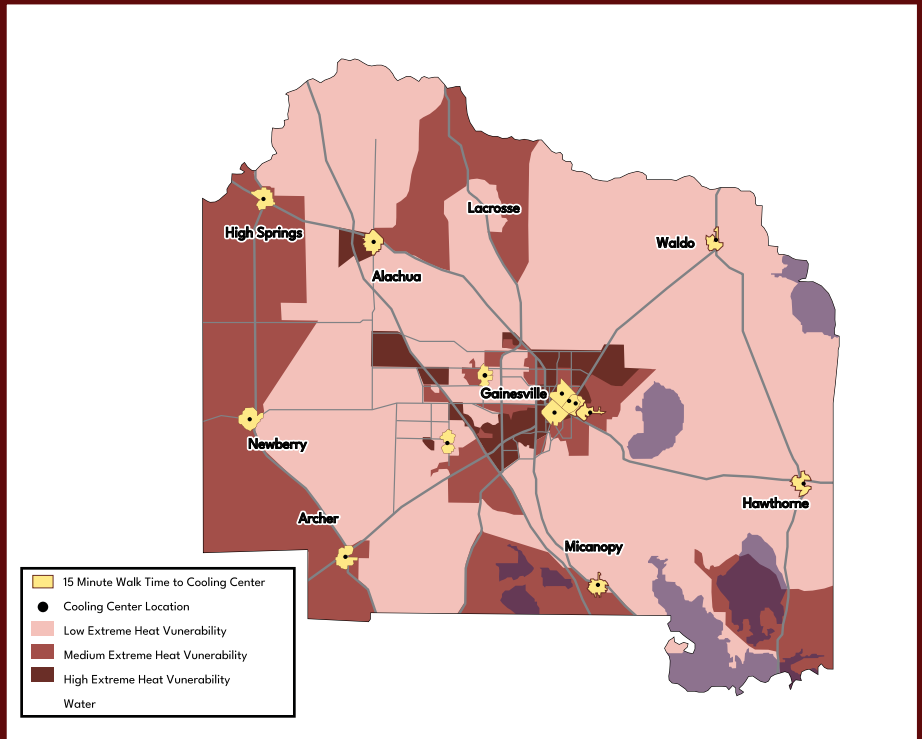 Lacrosse
High Springs
Waldo
Alachua
Gainesville
Newberry
Hawthorne
Archer
Micanopy
15 Minute Walk Time to Cooling Center
Cooling Center Location
Low Extreme Heat Vunerability
Medium Extreme Heat Vunerability
High Extreme Heat Vunerability
Water